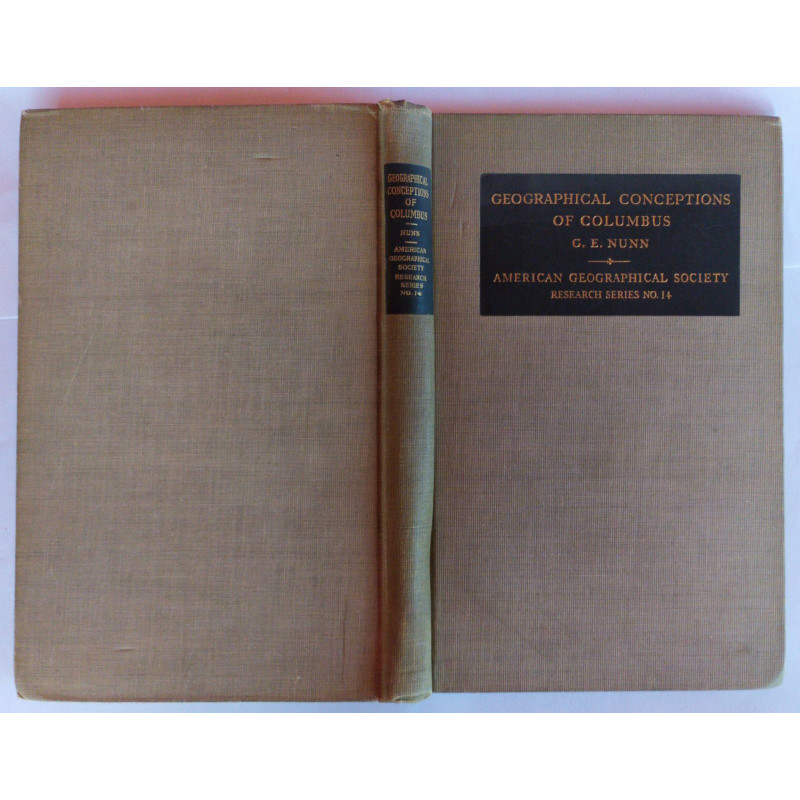 GEOGRAPHICAL
CONCEPTIONS
OF
COLUMBUS
NUNN
AMERICAN
GEOGRAPHICAL
SOCIETY
RESEARCH
SERIES
NO. 14
GEOGRAPHICAL CONCEPTIONS
OF COLUMBUS
G. E. NUNN
AMERICAN GEOGRAPHICAL SOCIETY
RESEARCH SERIES NO. 14